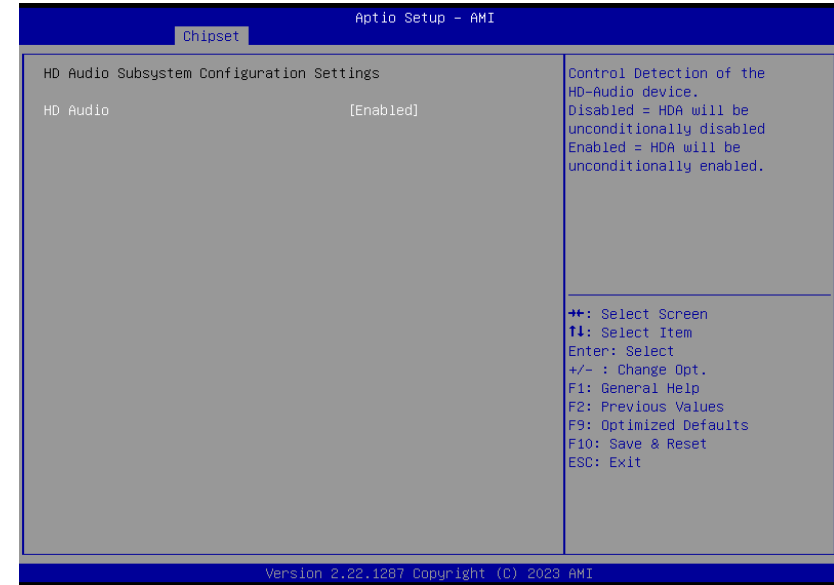 Aptio Setup – AMI
Chipset
HD Audio Subsystem Configuration Settings
HD Audio [Enabled]
Control Detection of the
HD-Audio device.
Disabled = HDA will be
unconditionally disabled
Enabled = HDA will be
unconditionally enabled.
→←: Select Screen
↑↓: Select Item
Enter: Select
+/- : Change Opt.
F1: General Help
F2: Previous Values
F9: Optimized Defaults
F10: Save & Reset
ESC: Exit
Version 2.22.1287 Copyright (C) 2023 AMI